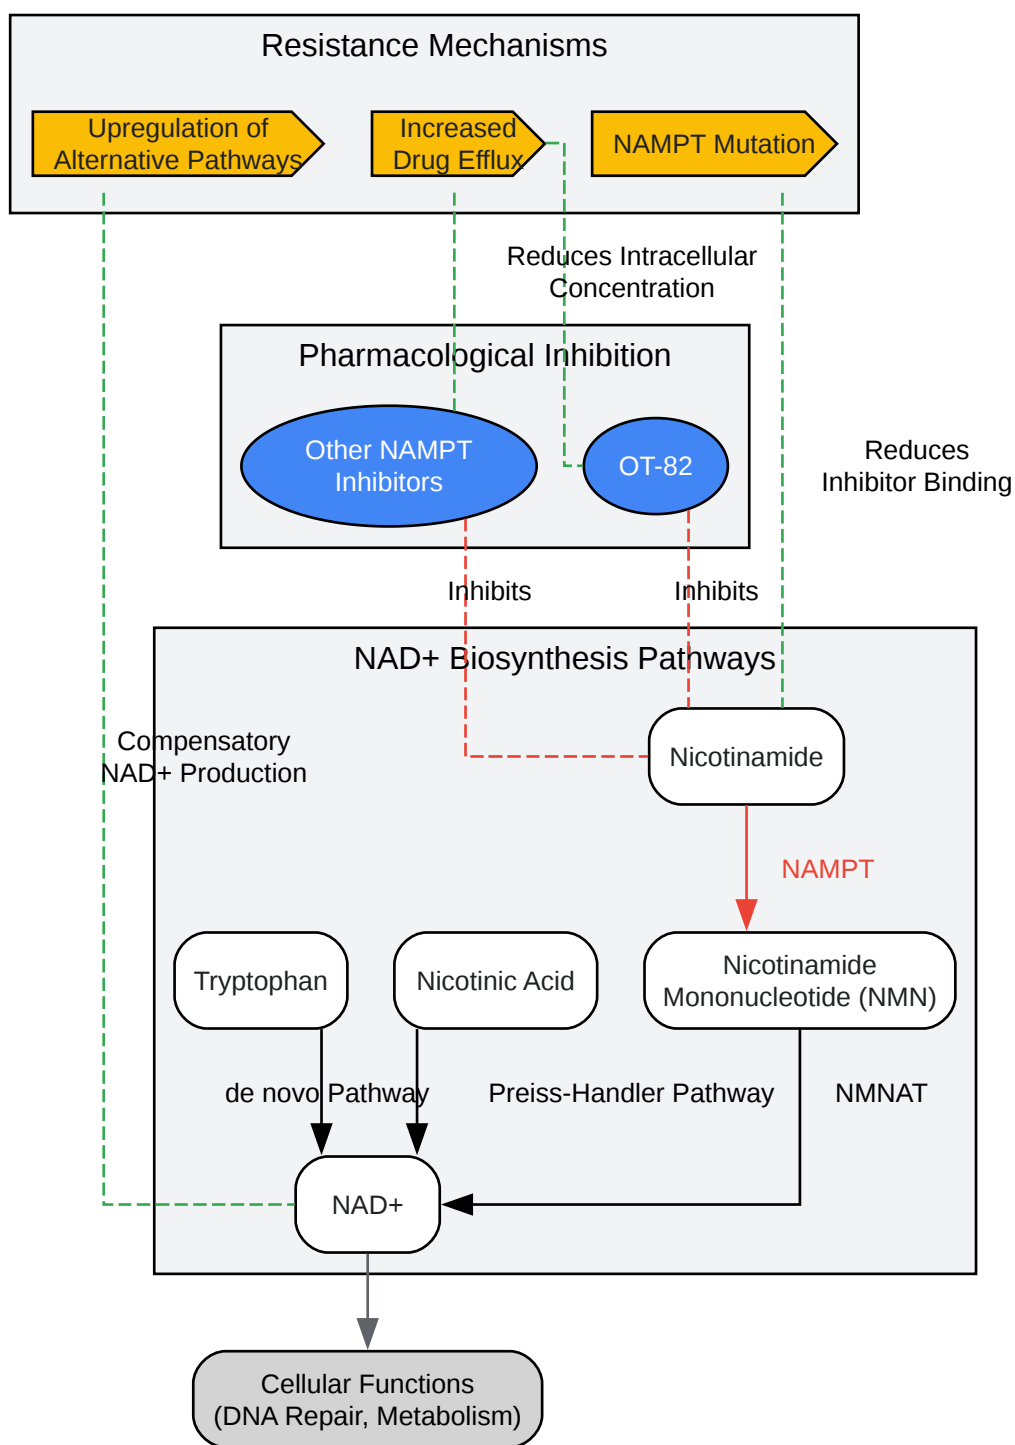 Resistance Mechanisms
Upregulation of
Alternative Pathways
Increased
Drug Efflux
NAMPT Mutation
Reduces Intracellular
Concentration
Pharmacological Inhibition
Other NAMPT
Inhibitors
OT-82
Reduces
Inhibitor Binding
Inhibits
Inhibits
NAD+ Biosynthesis Pathways
Compensatory
NAD+ Production
Nicotinamide
NAMPT
Tryptophan
Nicotinic Acid
Nicotinamide
Mononucleotide (NMN)
de novo Pathway
Preiss-Handler Pathway
NMNAT
NAD+
Cellular Functions
(DNA Repair, Metabolism)